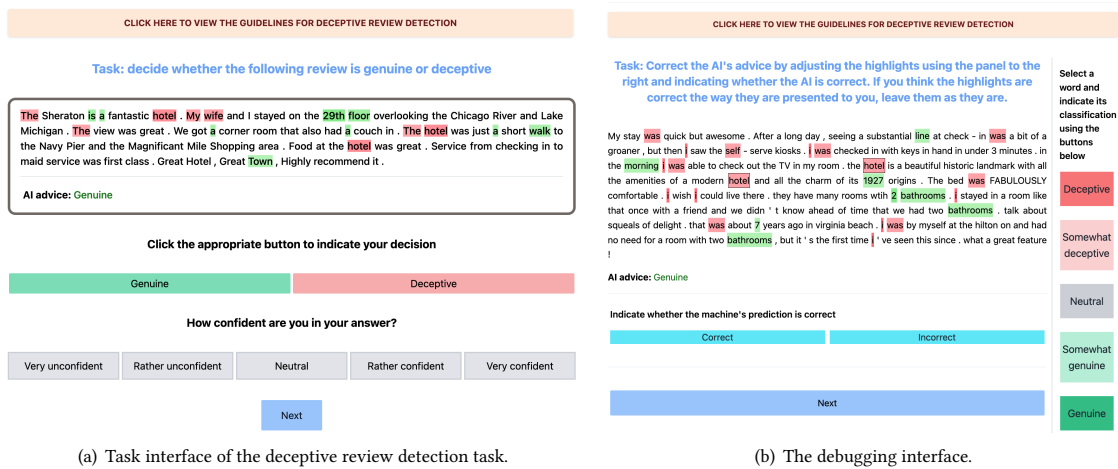 CLICK HERE TO VIEW THE GUIDELINES FOR DECEPTIVE REVIEW DETECTION
Task: decide whether the following review is genuine or deceptive
The Sheraton is a fantastic hotel . My wife and I stayed on the 29th floor overlooking the Chicago River and Lake
Michigan . The view was great . We got a corner room that also had a couch in . The hotel was just a short walk to
the Navy Pier and the Magnificent Mile Shopping area . Food at the hotel was great . Service from checking in to
maid service was first class . Great Hotel , Great Town , Highly recommend it .
AI advice: Genuine
Click the appropriate button to indicate your decision
Genuine
Deceptive
How confident are you in your answer?
Very unconfident
Rather unconfident
Neutral
Rather confident
Very confident
Next
(a) Task interface of the deceptive review detection task.
CLICK HERE TO VIEW THE GUIDELINES FOR DECEPTIVE REVIEW DETECTION
Task: Correct the AI's advice by adjusting the highlights using the panel to the
right and indicating whether the AI is correct. If you think the highlights are
correct the way they are presented to you, leave them as they are.
My stay was quick but awesome . After a long day , seeing a substantial line at check - in was a bit of a
groaner , but then i saw the self - serve kiosks . i was checked in with keys in hand in under 3 minutes . in
the morning i was able to check out the TV in my room . the hotel is a beautiful historic landmark with all
the amenities of a modern hotel and all the charm of its 1927 origins . The bed was FABULOUSLY
comfortable . i wish i could live there . they have many rooms wtih 2 bathrooms . i stayed in a room like
that once with a friend and we didn ' t know ahead of time that we had two bathrooms . talk about
squeals of delight . that was about 7 years ago in virginia beach . i was by myself at the hilton on and had
no need for a room with two bathrooms , but it ' s the first time i ' ve seen this since . what a great feature
!
AI advice: Genuine
Indicate whether the machine's prediction is correct
Correct
Incorrect
Next
Select a
word and
indicate its
classification
using the
buttons
below
Deceptive
Somewhat
deceptive
Neutral
Somewhat
genuine
Genuine
(b) The debugging interface.